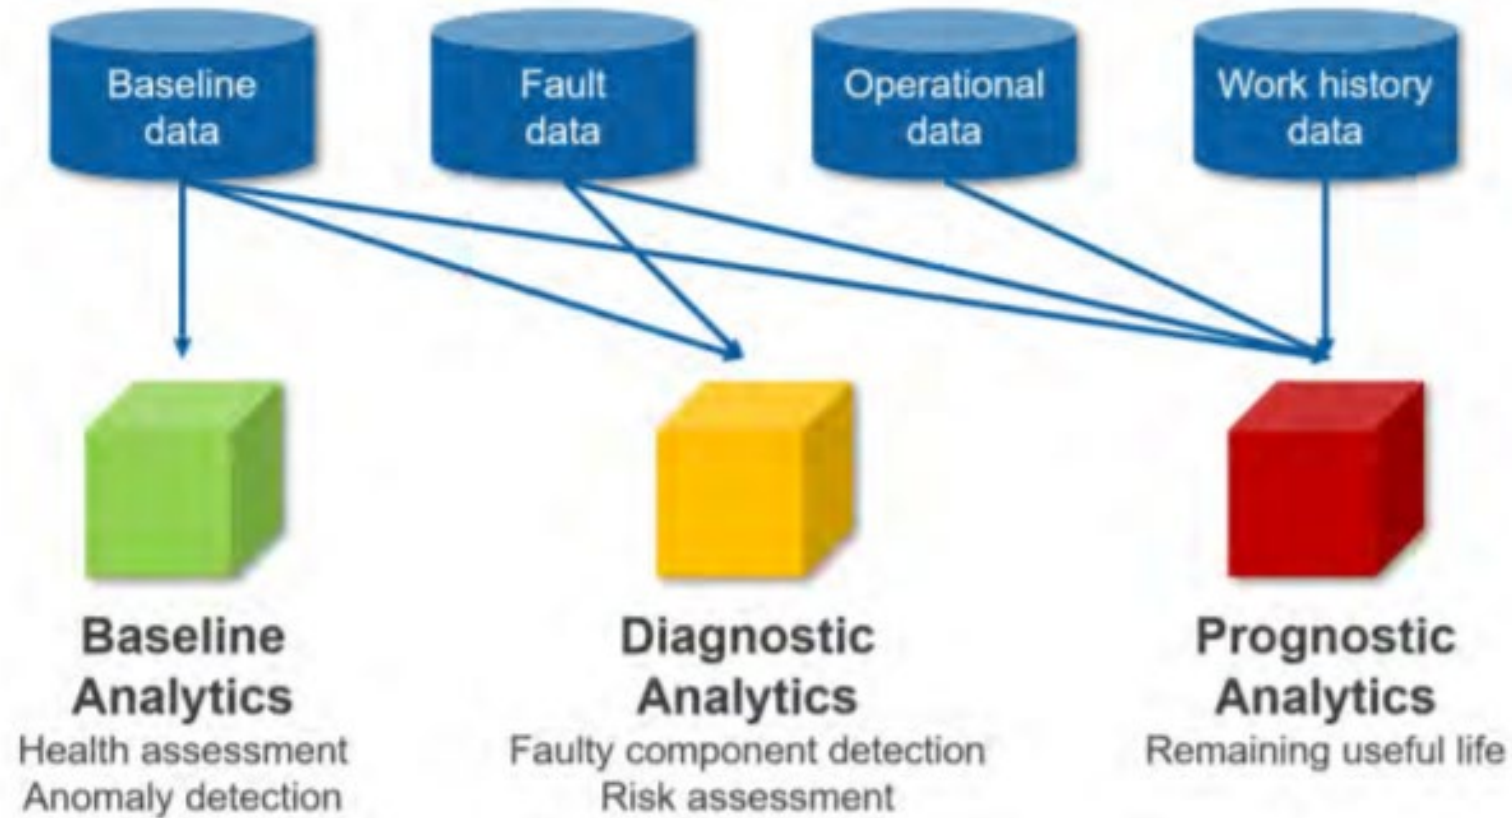 Baseline
data
Fault
data
Operational
data
Work history
data
Baseline
Analytics
Health assessment
Anomaly detection
Diagnostic
Analytics
Faulty component detection
Risk assessment
Prognostic
Analytics
Remaining useful life